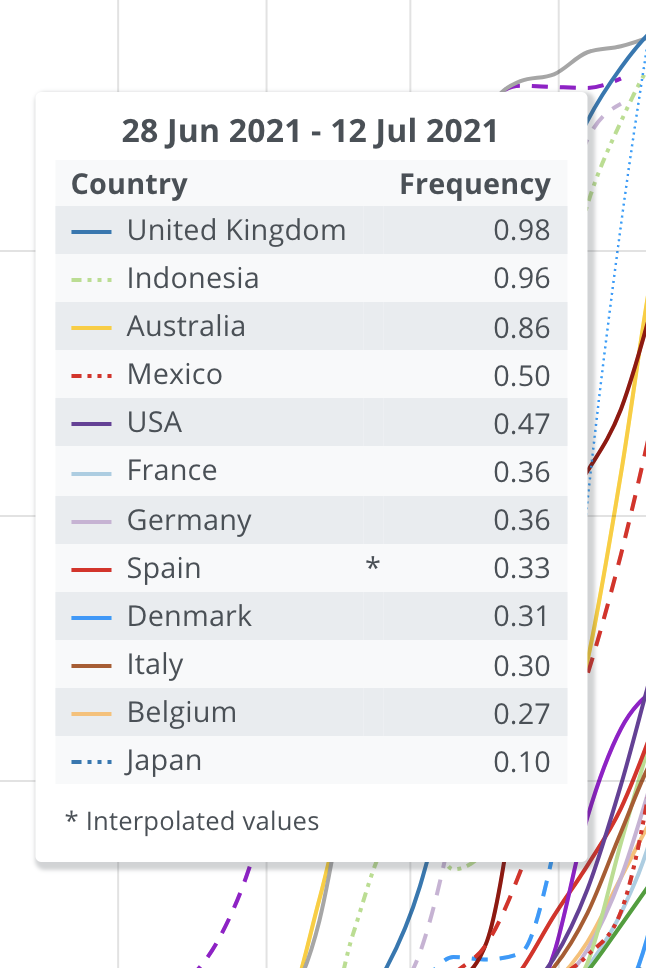 28 Jun 2021 - 12 Jul 2021
Country Frequency
United Kingdom 0.98
Indonesia 0.96
Australia 0.86
Mexico 0.50
USA 0.47
France 0.36
Germany 0.36
Spain * 0.33
Denmark 0.31
Italy 0.30
Belgium 0.27
Japan 0.10
* Interpolated values